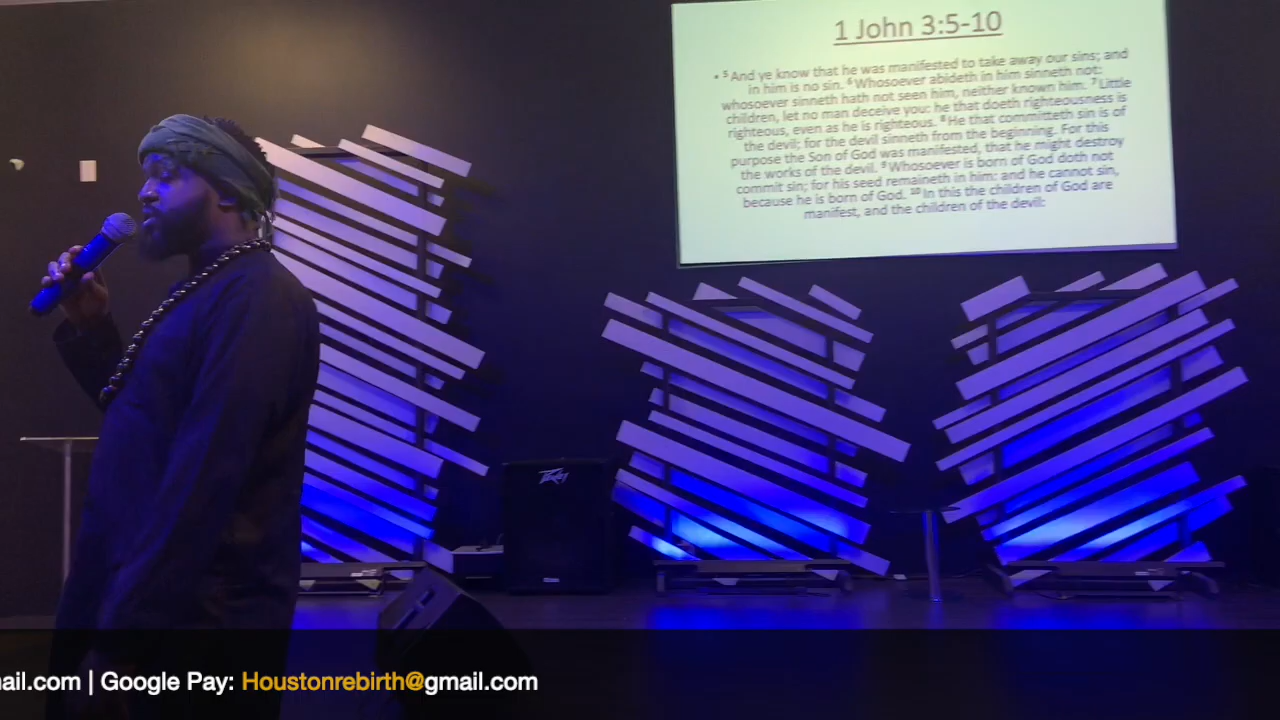 1 John 3:5-10
• ⁵ And ye know that he was manifested to take away our sins; and
in him is no sin. ⁶ Whosoever abideth in him sinneth not:
whosoever sinneth hath not seen him, neither known him. ⁷ Little
children, let no man deceive you: he that doeth righteousness is
righteous, even as he is righteous. ⁸ He that committeth sin is of
the devil; for the devil sinneth from the beginning. For this
purpose the Son of God was manifested, that he might destroy
the works of the devil. ⁹ Whosoever is born of God doth not
commit sin; for his seed remaineth in him: and he cannot sin,
because he is born of God. ¹⁰ In this the children of God are
manifest, and the children of the devil:
Peavey
ail.com | Google Pay: Houstonrebirth@gmail.com